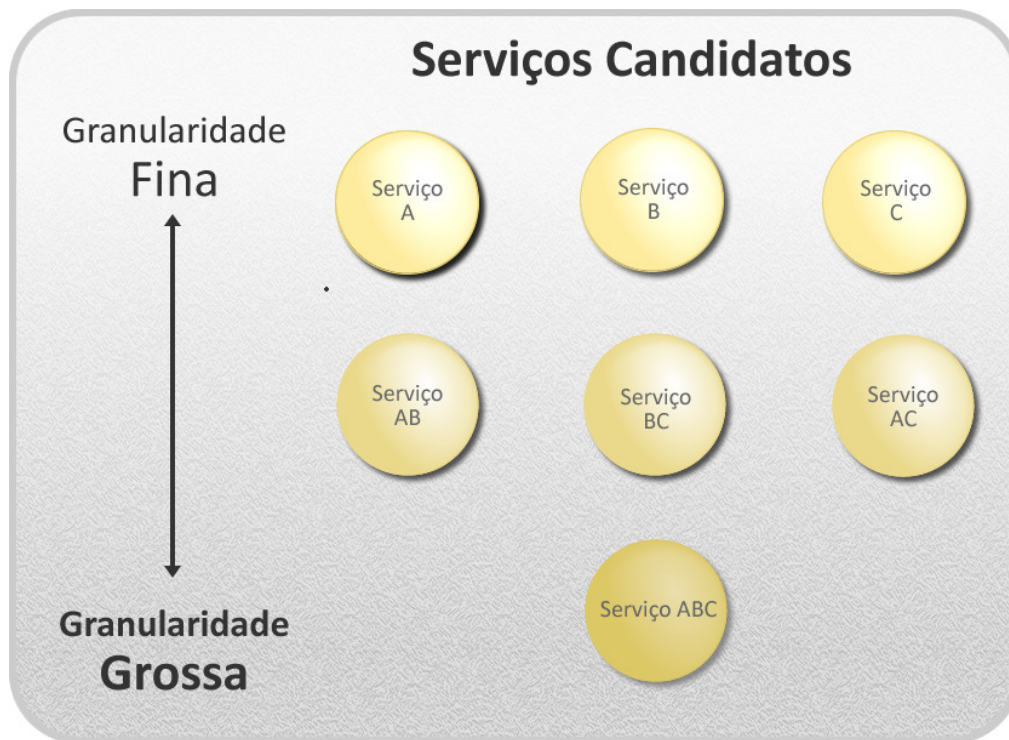 Serviços Candidatos
Granularidade
Fina
Serviço
A
Serviço
B
Serviço
C
Serviço
AB
Serviço
BC
Serviço
AC
Serviço ABC
Granularidade
Grossa